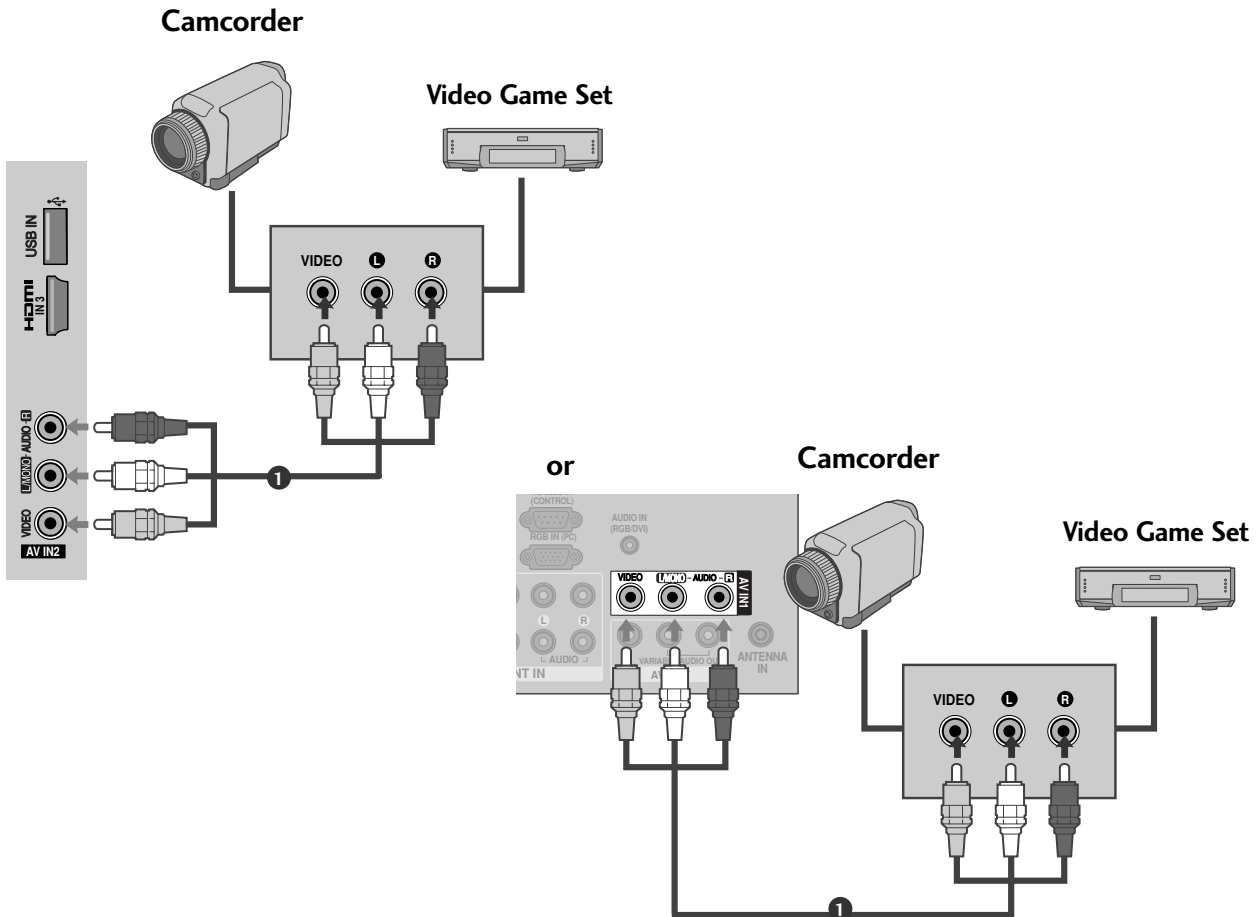 Camcorder
Video Game Set
VIDEO L R
USB IN
HDMI
IN 3
L/MONO - AUDIO - R
VIDEO
AV IN2
1
or
Camcorder
Video Game Set
(CONTROL)
AUDIO IN
(RGB/DVI)
RGB IN (PC)
VIDEO L/MONO - AUDIO - R
AV IN1
L R
AUDIO
ANTENNA
IN
VIDEO L R
1